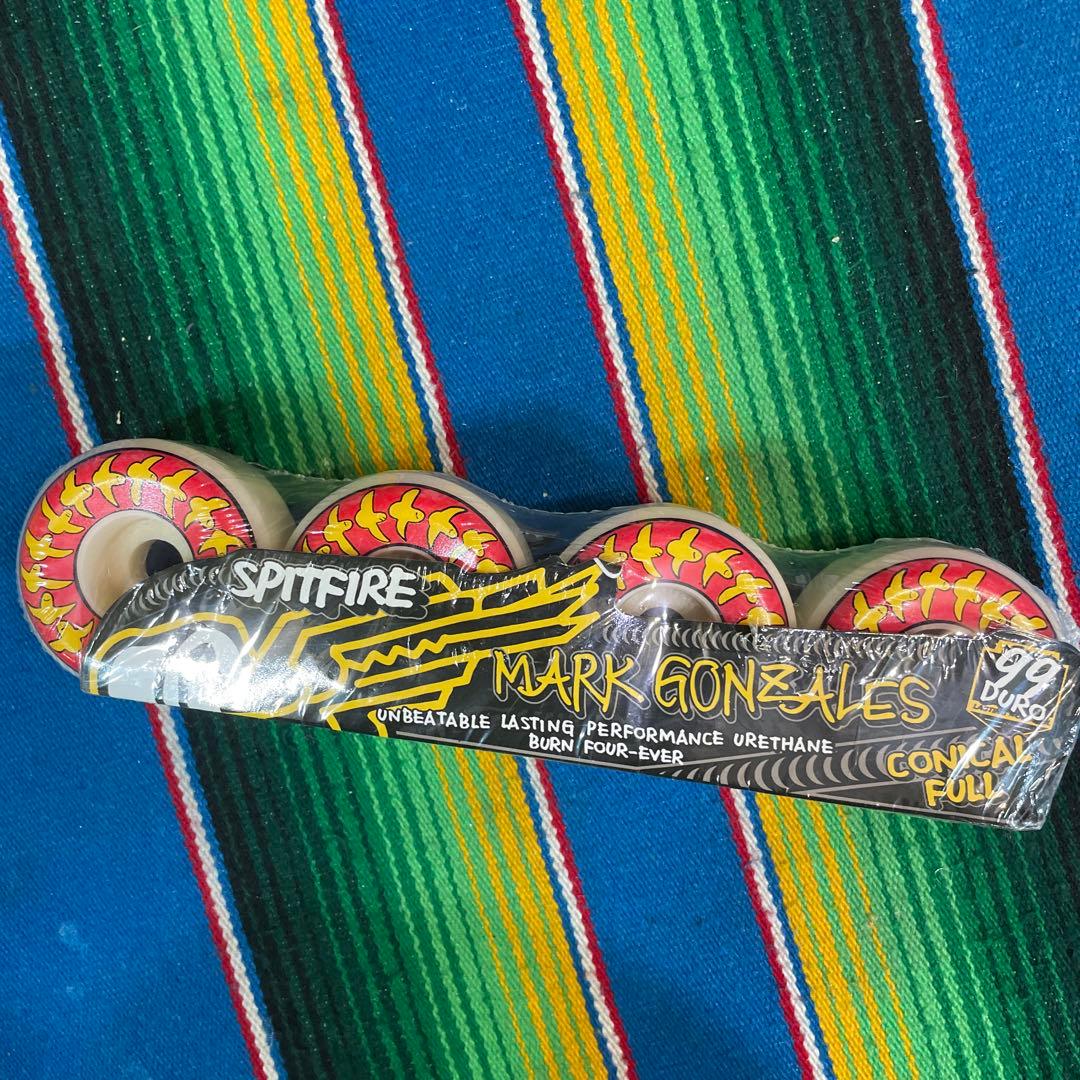 SPITFIRE
MARK GONZALES
99
DURO
UNBEATABLE LASTING PERFORMANCE URETHANE
BURN FOUR-EVER
CONICAL
FULL